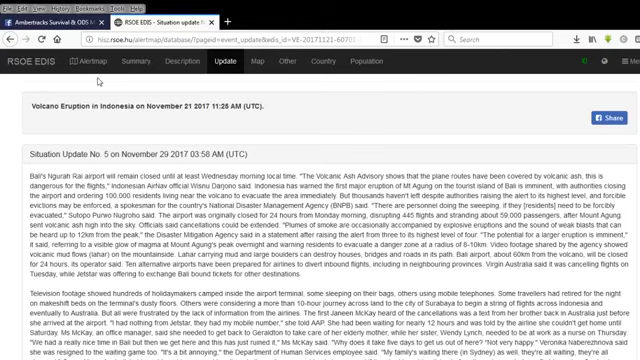 File Edit View History Bookmarks Tools Help
Ambertracks Survival & ODS M
RSOE EDIS - Situation update N
hisz.rsoe.hu/alertmap/database/?pageid=event_update&edis_id=VE-20171121-6070
Search
RSOE EDIS
Alertmap
Summary
Description
Update
Map
Other
Country
Population
Me
Volcano Eruption in Indonesia on November 21 2017 11:25 AM (UTC).
Share
Situation Update No. 5 on November 29 2017 03:58 AM (UTC)
Bali's Ngurah Rai airport will remain closed until at least Wednesday morning local time. "The Volcanic Ash Advisory shows that the plane routes have been covered by volcanic ash, this is
dangerous for the flights," Indonesian AirNav official Wisnu Darjono said. Indonesia has warned the first major eruption of Mt Agung on the tourist island of Bali is imminent, with authorities closing
the airport and ordering 100,000 residents living near the volcano to evacuate the area immediately. But thousands haven't left despite authorities raising the alert to its highest level, and forcible
evictions may be enforced, a spokesman for the country's National Disaster Management Agency (BNPB) said. "There are personnel doing the sweeping, if they [residents] need to be forcibly
evacuated," Sutopo Purwo Nugroho said. The airport was originally closed for 24 hours from Monday morning, disrupting 445 flights and stranding about 59,000 passengers, after Mount Agung
sent volcanic ash high into the sky. Officials said cancellations could be extended. "Plumes of smoke are occasionally accompanied by explosive eruptions and the sound of weak blasts that can
be heard up to 12km from the peak," the Disaster Mitigation Agency said in a statement after raising the alert from three to its highest level of four. "The potential for a larger eruption is imminent,"
it said, referring to a visible glow of magma at Mount Agung's peak overnight and warning residents to evacuate a danger zone at a radius of 8-10km. Video footage shared by the agency showed
volcanic mud flows (lahar) on the mountainside. Lahar carrying mud and large boulders can destroy houses, bridges and roads in its path. Bali airport, about 60km from the volcano, will be closed
for 24 hours, its operator said. Ten alternative airports have been prepared for airlines to divert inbound flights, including in neighbouring provinces. Virgin Australia said it was cancelling flights on
Tuesday, while Jetstar was offering to exchange Bali bound tickets for other destinations.
Television footage showed hundreds of holidaymakers camped inside the airport terminal, some sleeping on their bags, others using mobile telephones. Some travellers had retired for the night
on makeshift beds on the terminal's dusty floors. Others were considering a more than 10-hour journey across land to the city of Surabaya to begin a string of flights across Indonesia and
eventually to Australia. But all were frustrated by the lack of information from the airlines. The first Janeen McKay heard of the cancellations was a text from her brother back in Australia just before
she arrived at the airport. "I had nothing from Jetstar, they had my mobile number," she told AAP. She had been waiting for nearly 12 hours and was told by the airline she couldn't get home until
Saturday. Ms McKay, an office manager, said she needed to get back to Geraldton to take care of her elderly mother, while her sister, Wendy Lynch, needed to be at work as a nurse on Thursday.
"We had a really nice time in Bali but then we get here and this has just ruined it," Ms McKay said. "Why does it take five days to get us out of here? "Not very happy." Veronika Nabereznova said
she was resigned to the waiting game. "It's a bit annoying," the Department of Human Services employee said. "My family's waiting (there in Sydney) as well, they're